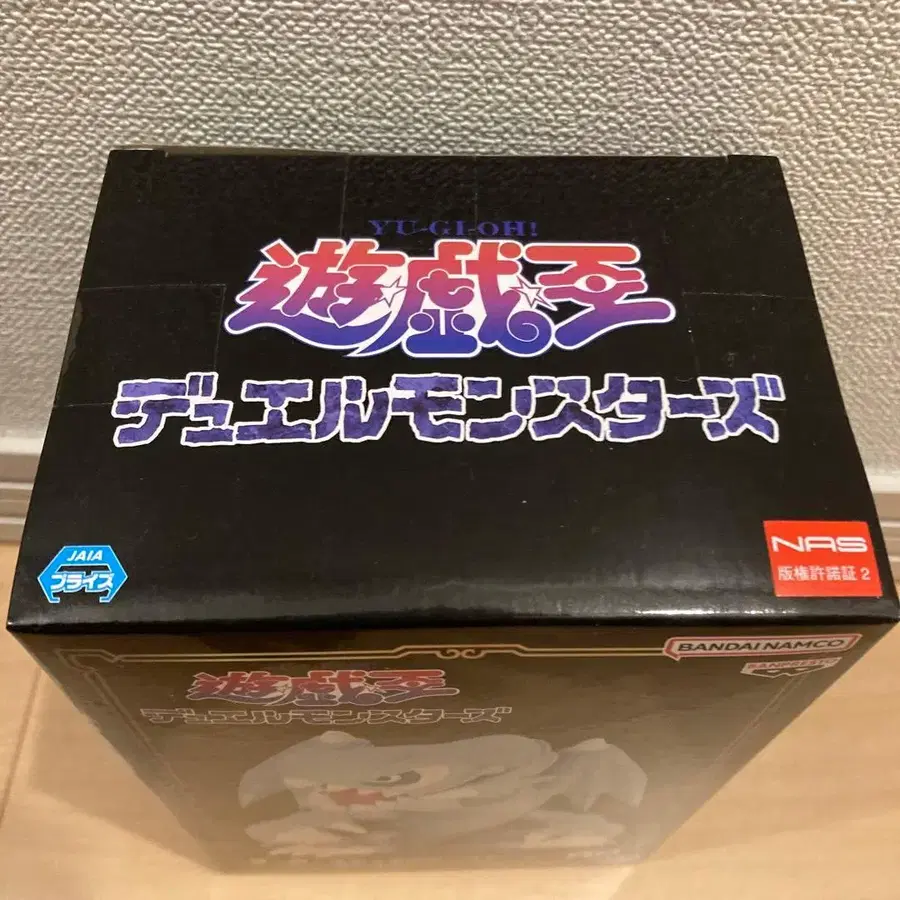 YU-GI-OH!
遊☆戯☆王
デュエルモンスターズ
JAIA
プライズ
NAS
版権許諾証 2
BANDAI NAMCO
BANPRESTO
遊☆戯☆王
デュエルモンスターズ